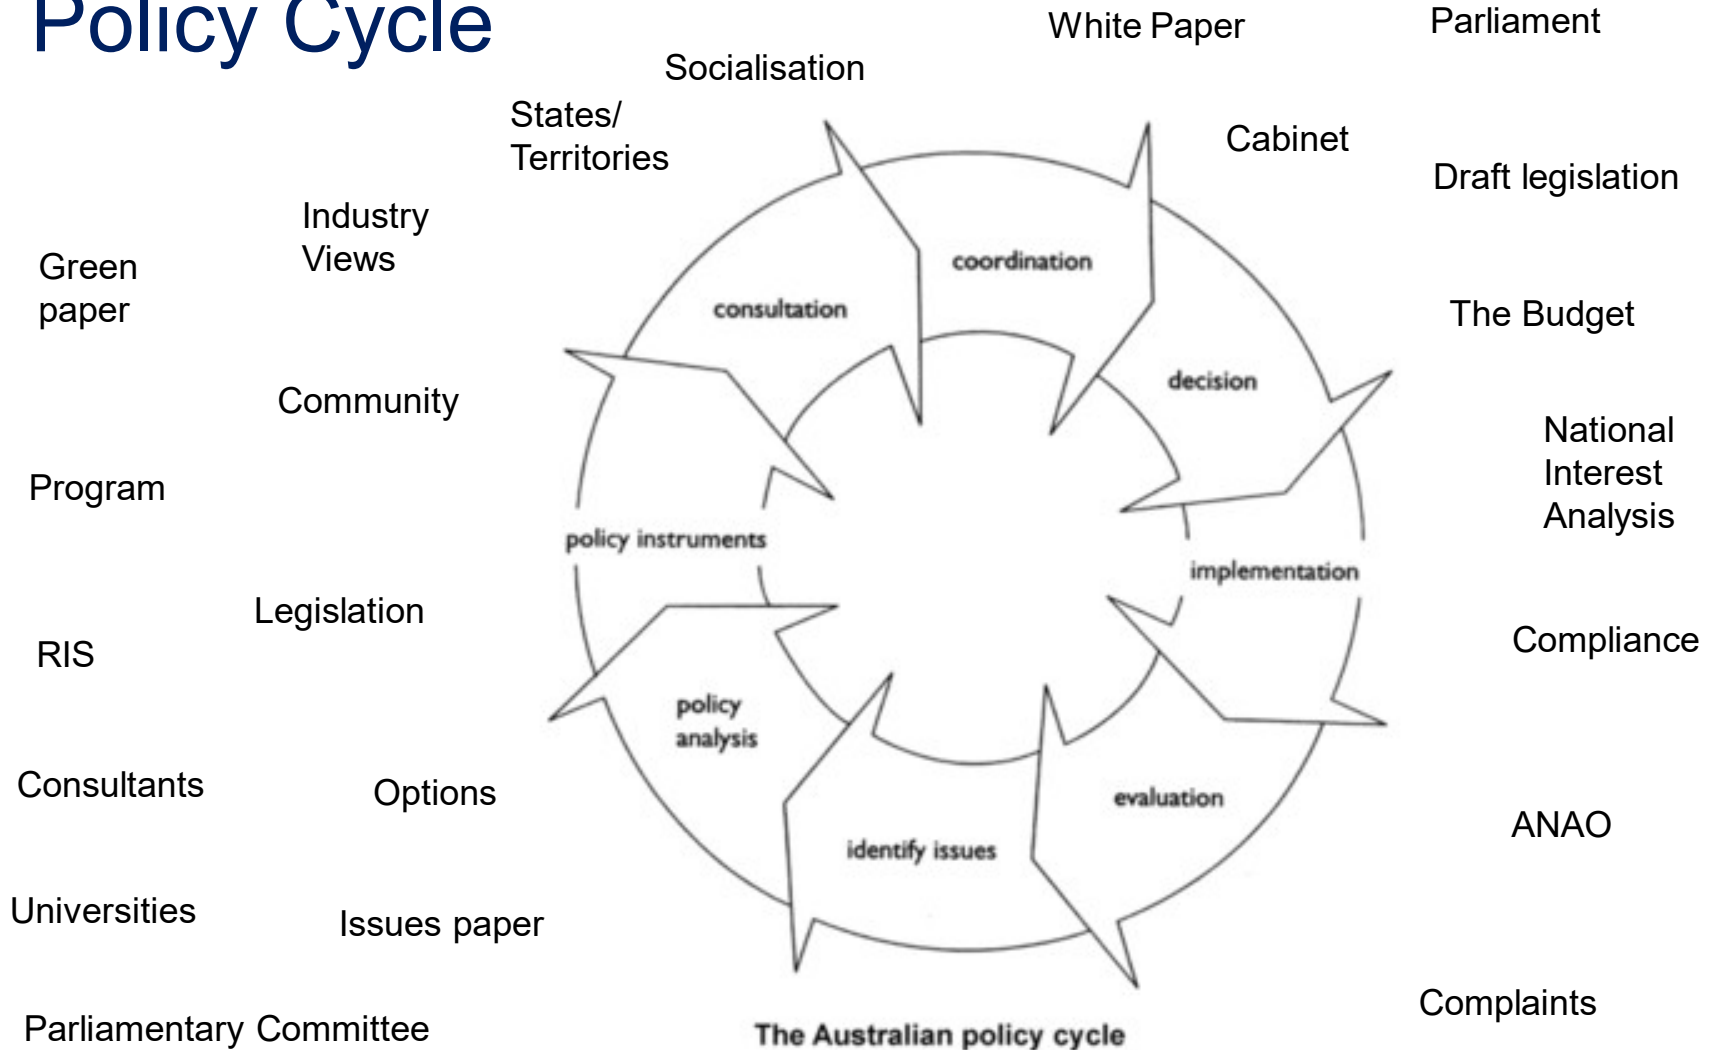 Policy Cycle
White Paper
Parliament
Socialisation
States/
Territories
Cabinet
Draft legislation
Industry
Views
Green
paper
coordination
consultation
The Budget
decision
Community
National
Interest
Analysis
Program
policy instruments
implementation
Legislation
RIS
Compliance
policy
analysis
Consultants
Options
evaluation
ANAO
identify issues
Universities
Issues paper
Complaints
Parliamentary Committee
The Australian policy cycle